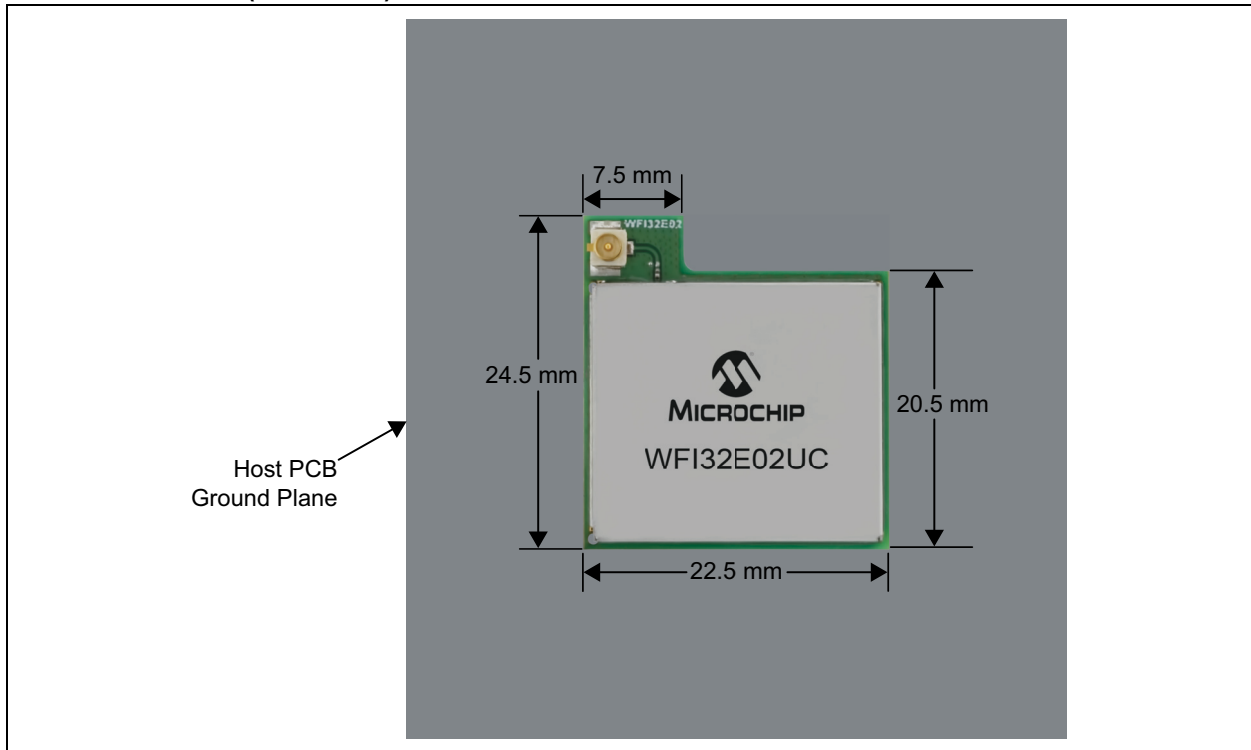 7.5 mm
WFI32E02
24.5 mm
MICROCHIP
20.5 mm
WFI32E02UC
Host PCB
Ground Plane
22.5 mm